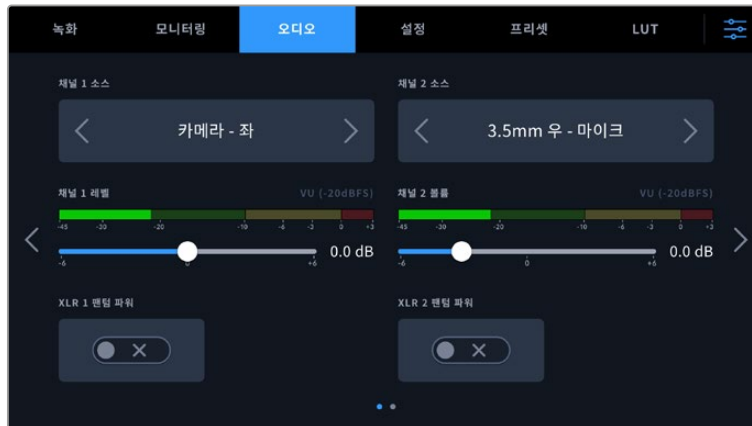 녹화 모니터링 오디오 설정 프리셋 LUT
채널 1 소스 채널 2 소스
카메라 - 좌 3.5mm 우 - 마이크
채널 1 레벨 VU (-20dBFS) 채널 2 볼륨 VU (-20dBFS)
-45 -30 -20 -10 -6 -3 0 +3 -45 -30 -20 -10 -6 -3 0 +3
0.0 dB 0.0 dB
-6 0 +6 -6 0 +6
XLR 1 팬텀 파워 XLR 2 팬텀 파워